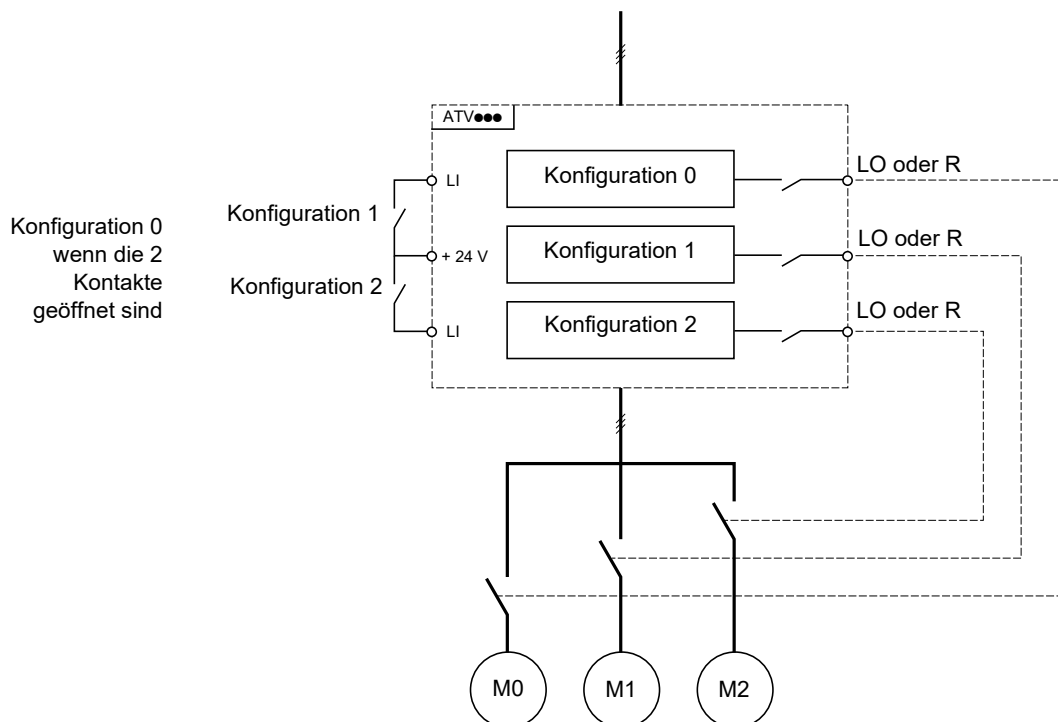 ATV●●●
LI
Konfiguration 0
LO oder R
Konfiguration 1
Konfiguration 0
wenn die 2
Kontakte
geöffnet sind
+ 24 V
Konfiguration 1
LO oder R
Konfiguration 2
LI
Konfiguration 2
LO oder R
M0
M1
M2